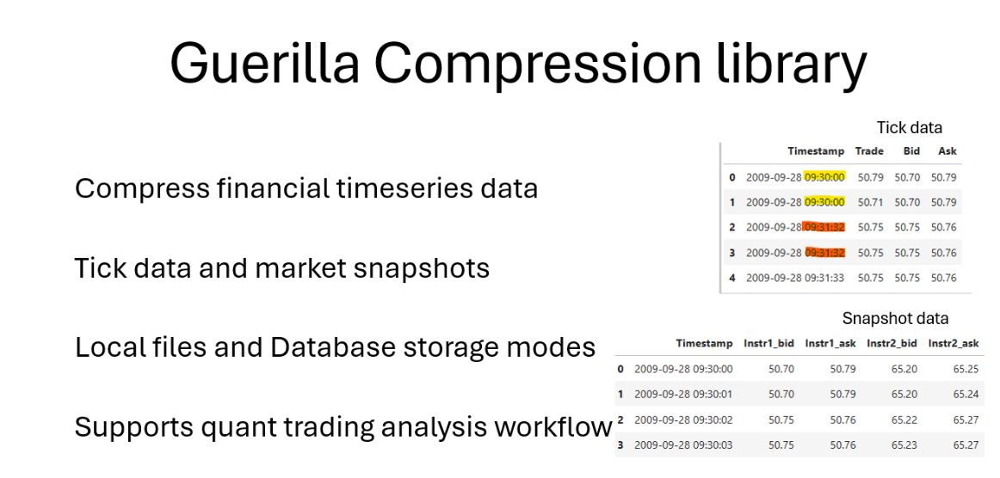 Guerilla Compression library
Compress financial timeseries data
Tick data and market snapshots
Local files and Database storage modes
Supports quant trading analysis workflow
Tick data
Timestamp Trade Bid Ask
0 2009-09-28 09:30:00 50.79 50.70 50.79
1 2009-09-28 09:30:00 50.71 50.70 50.79
2 2009-09-28 09:31:32 50.75 50.75 50.76
3 2009-09-28 09:31:32 50.75 50.75 50.76
4 2009-09-28 09:31:33 50.75 50.75 50.76
Snapshot data
Timestamp Instr1_bid Instr1_ask Instr2_bid Instr2_ask
0 2009-09-28 09:30:00 50.70 50.79 65.20 65.25
1 2009-09-28 09:30:01 50.70 50.79 65.20 65.24
2 2009-09-28 09:30:02 50.75 50.76 65.22 65.27
3 2009-09-28 09:30:03 50.75 50.76 65.23 65.27